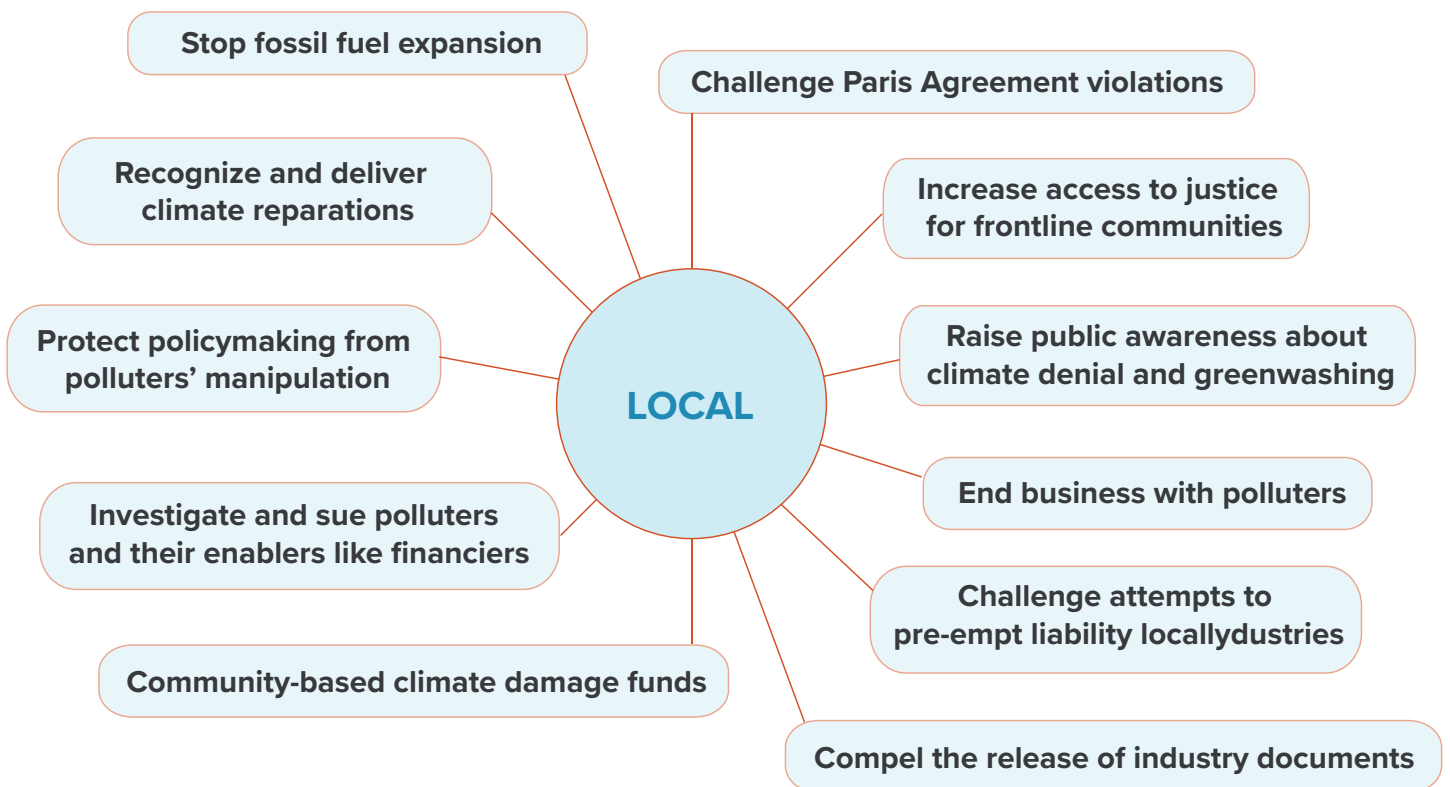 Stop fossil fuel expansion
Challenge Paris Agreement violations
Recognize and deliver
climate reparations
Increase access to justice
for frontline communities
Protect policymaking from
polluters’ manipulation
Raise public awareness about
climate denial and greenwashing
LOCAL
End business with polluters
Investigate and sue polluters
and their enablers like financiers
Challenge attempts to
pre-empt liability locallydustries
Community-based climate damage funds
Compel the release of industry documents